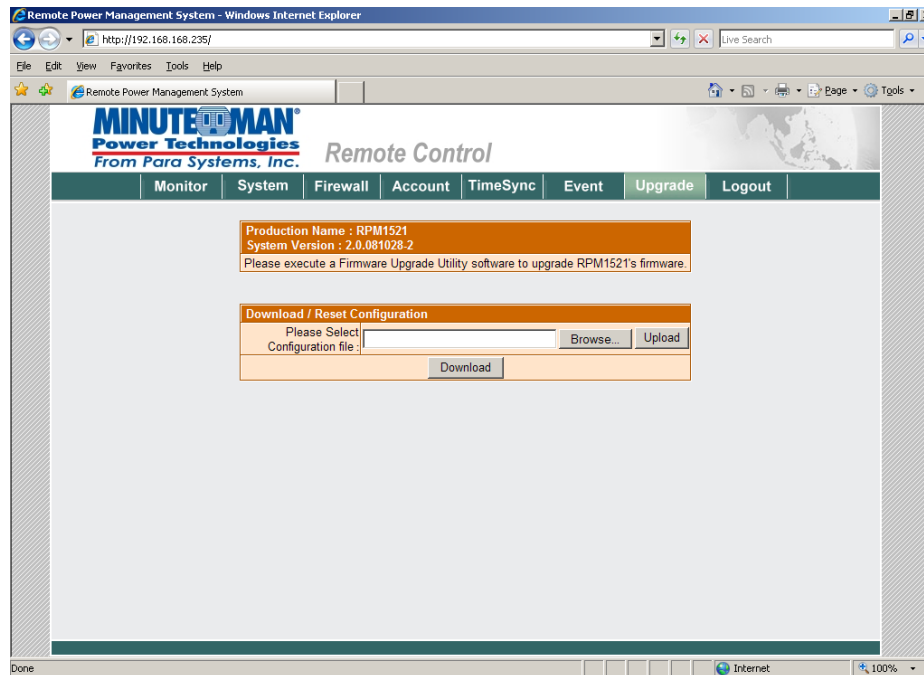 Remote Power Management System - Windows Internet Explorer
http://192.168.168.235/
Live Search
File Edit View Favorites Tools Help
Remote Power Management System
Page Tools
MINUTEMAN®
Power Technologies
From Para Systems, Inc.
Remote Control
Monitor System Firewall Account TimeSync Event Upgrade Logout
Production Name : RPM1521
System Version : 2.0.081028-2
Please execute a Firmware Upgrade Utility software to upgrade RPM1521's firmware.
Download / Reset Configuration
Please Select
Configuration file :
Browse... Upload
Download
Done
Internet
100%